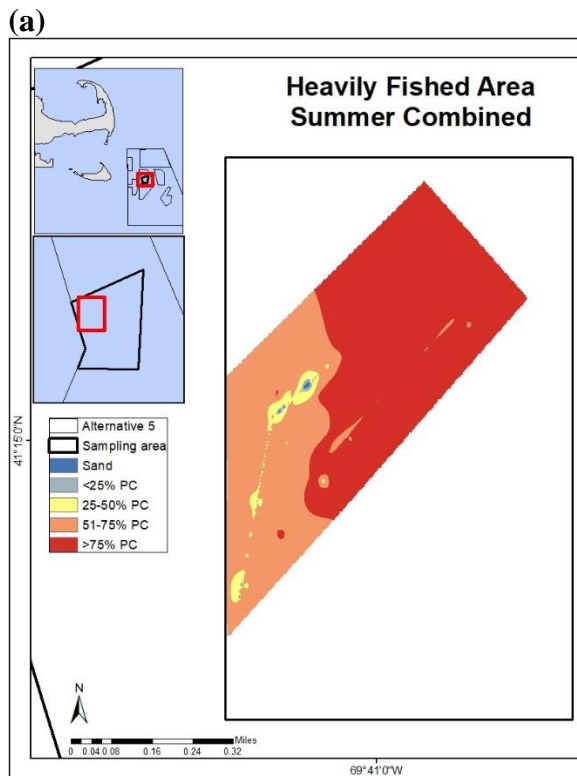 (a)
Heavily Fished Area
Summer Combined
Alternative 5
Sampling area
Sand
<25% PC
25-50% PC
51-75% PC
>75% PC
41°15'0"N
N
Miles
0 0.04 0.08 0.16 0.24 0.32
69°41'0"W